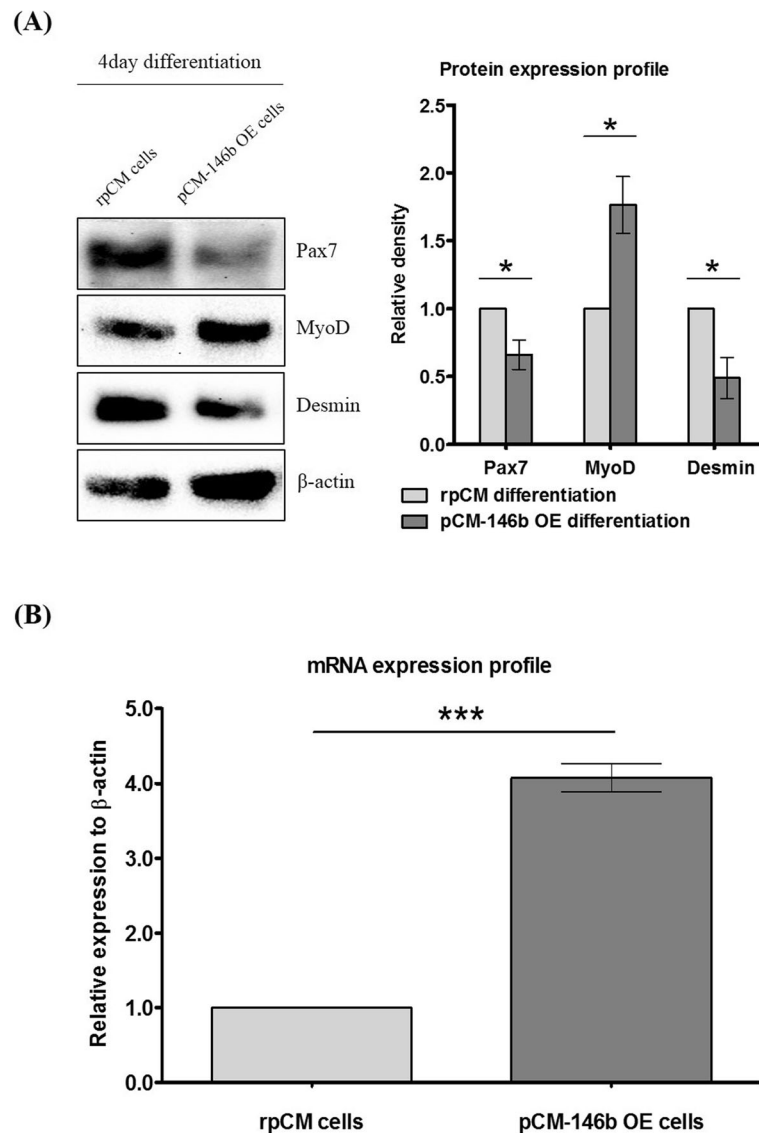 (A)
4day differentiation
rpCM cells
pCM-146b OE cells
Pax7
MyoD
Desmin
β-actin
Protein expression profile
Relative density
2.5
2.0
1.5
1.0
0.5
0.0
*
*
*
Pax7 MyoD Desmin
rpCM differentiation
pCM-146b OE differentiation
(B)
mRNA expression profile
Relative expression to β-actin
5.0
4.0
3.0
2.0
1.0
0.0
***
rpCM cells pCM-146b OE cells